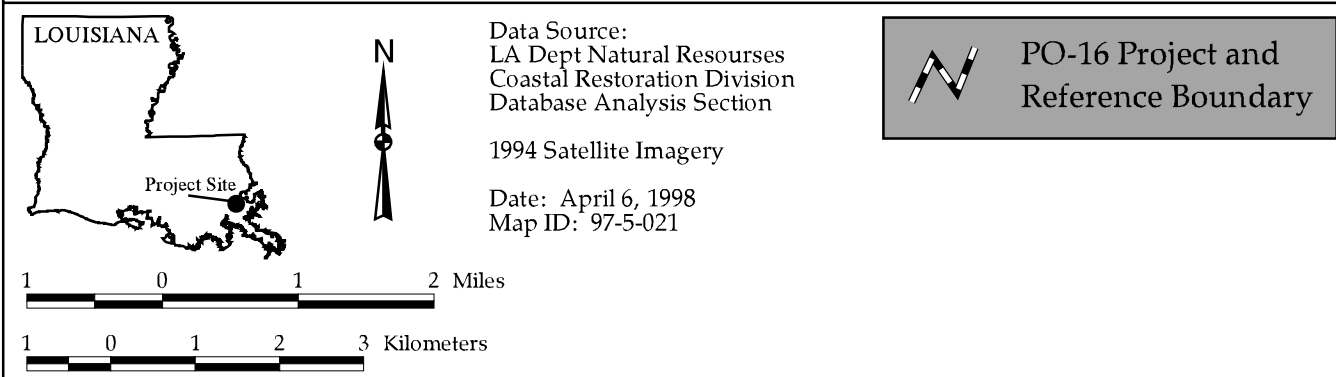 LOUISIANA
Project Site
N
Data Source:
LA Dept Natural Resourses
Coastal Restoration Division
Database Analysis Section
1994 Satellite Imagery
Date: April 6, 1998
Map ID: 97-5-021
PO-16 Project and
Reference Boundary
1 0 1 2 Miles
1 0 1 2 3 Kilometers